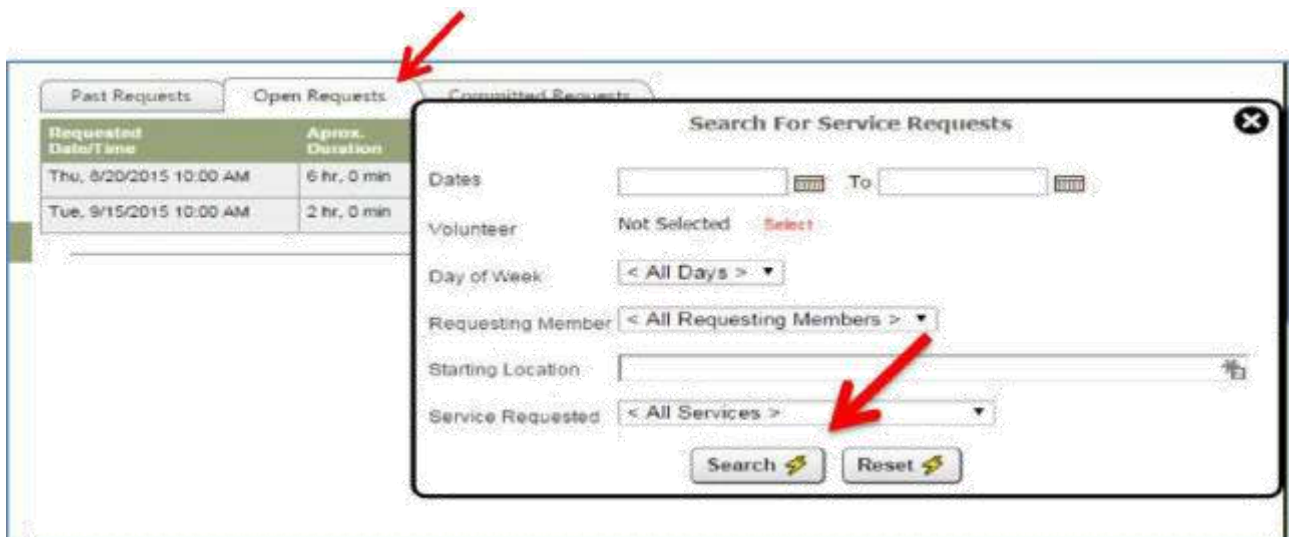 Past Requests
Open Requests
Committed Requests
Requested Date/Time
Aprox. Duration
Thu, 8/20/2015 10:00 AM
6 hr, 0 min
Tue, 9/15/2015 10:00 AM
2 hr, 0 min
Search For Service Requests
Dates
To
Volunteer
Not Selected
Select
Day of Week
< All Days >
Requesting Member
< All Requesting Members >
Starting Location
Service Requested
< All Services >
Search
Reset